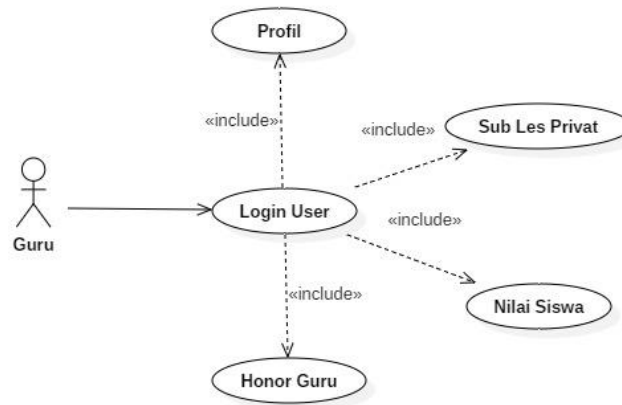 Profil
«include»
«include»
Sub Les Privat
Guru
Login User
«include»
Nilai Siswa
«include»
Honor Guru